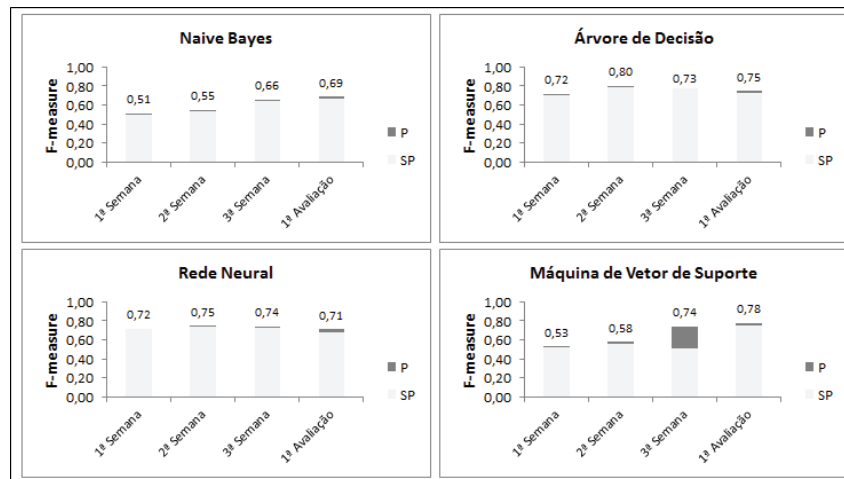 Naive Bayes
F-measure
1,00
0,80
0,60
0,40
0,20
0,00
0,51
0,55
0,66
0,69
1ª Semana
2ª Semana
3ª Semana
1ª Avaliação
P
SP
Árvore de Decisão
F-measure
1,00
0,80
0,60
0,40
0,20
0,00
0,72
0,80
0,73
0,75
1ª Semana
2ª Semana
3ª Semana
1ª Avaliação
P
SP
Rede Neural
F-measure
1,00
0,80
0,60
0,40
0,20
0,00
0,72
0,75
0,74
0,71
1ª Semana
2ª Semana
3ª Semana
1ª Avaliação
P
SP
Máquina de Vetor de Suporte
F-measure
1,00
0,80
0,60
0,40
0,20
0,00
0,53
0,58
0,74
0,78
1ª Semana
2ª Semana
3ª Semana
1ª Avaliação
P
SP